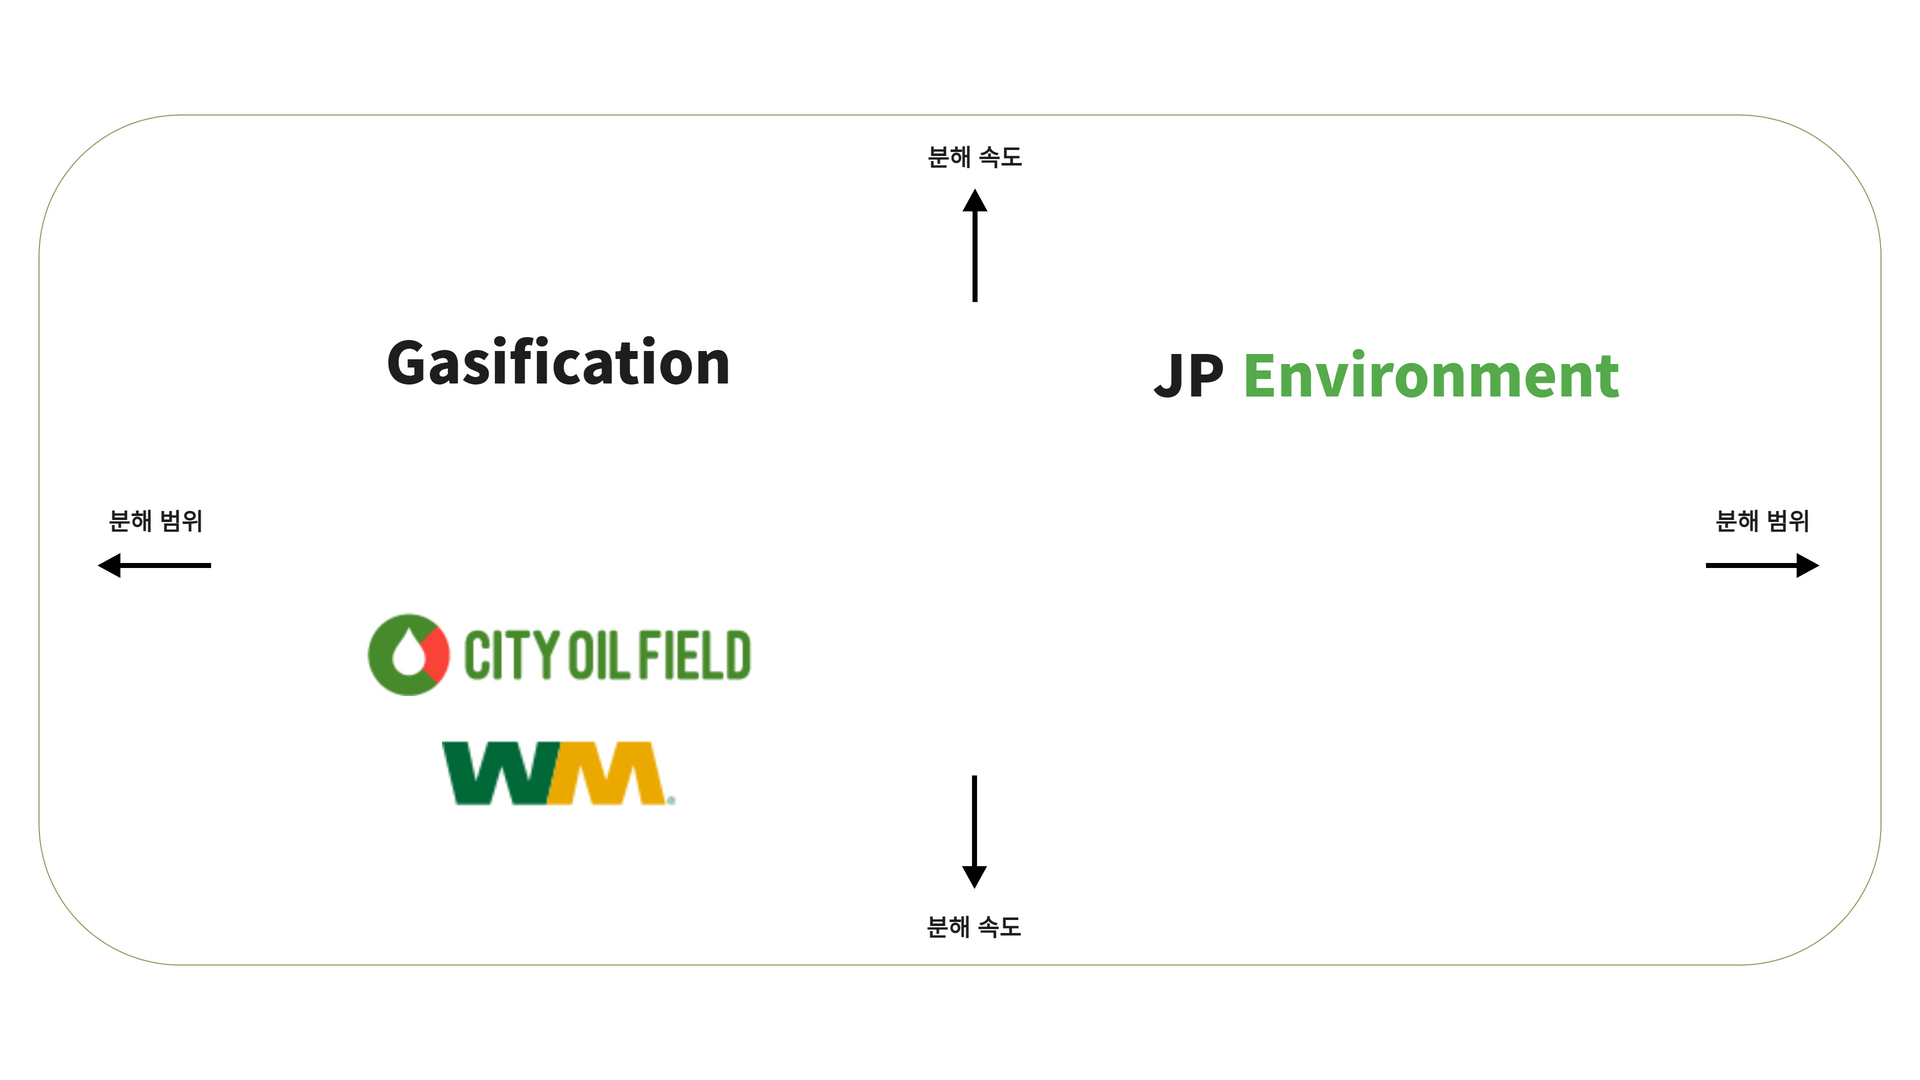 분해 속도
Gasification
JP Environment
분해 범위
분해 범위
CITY OIL FIELD
WM
분해 속도